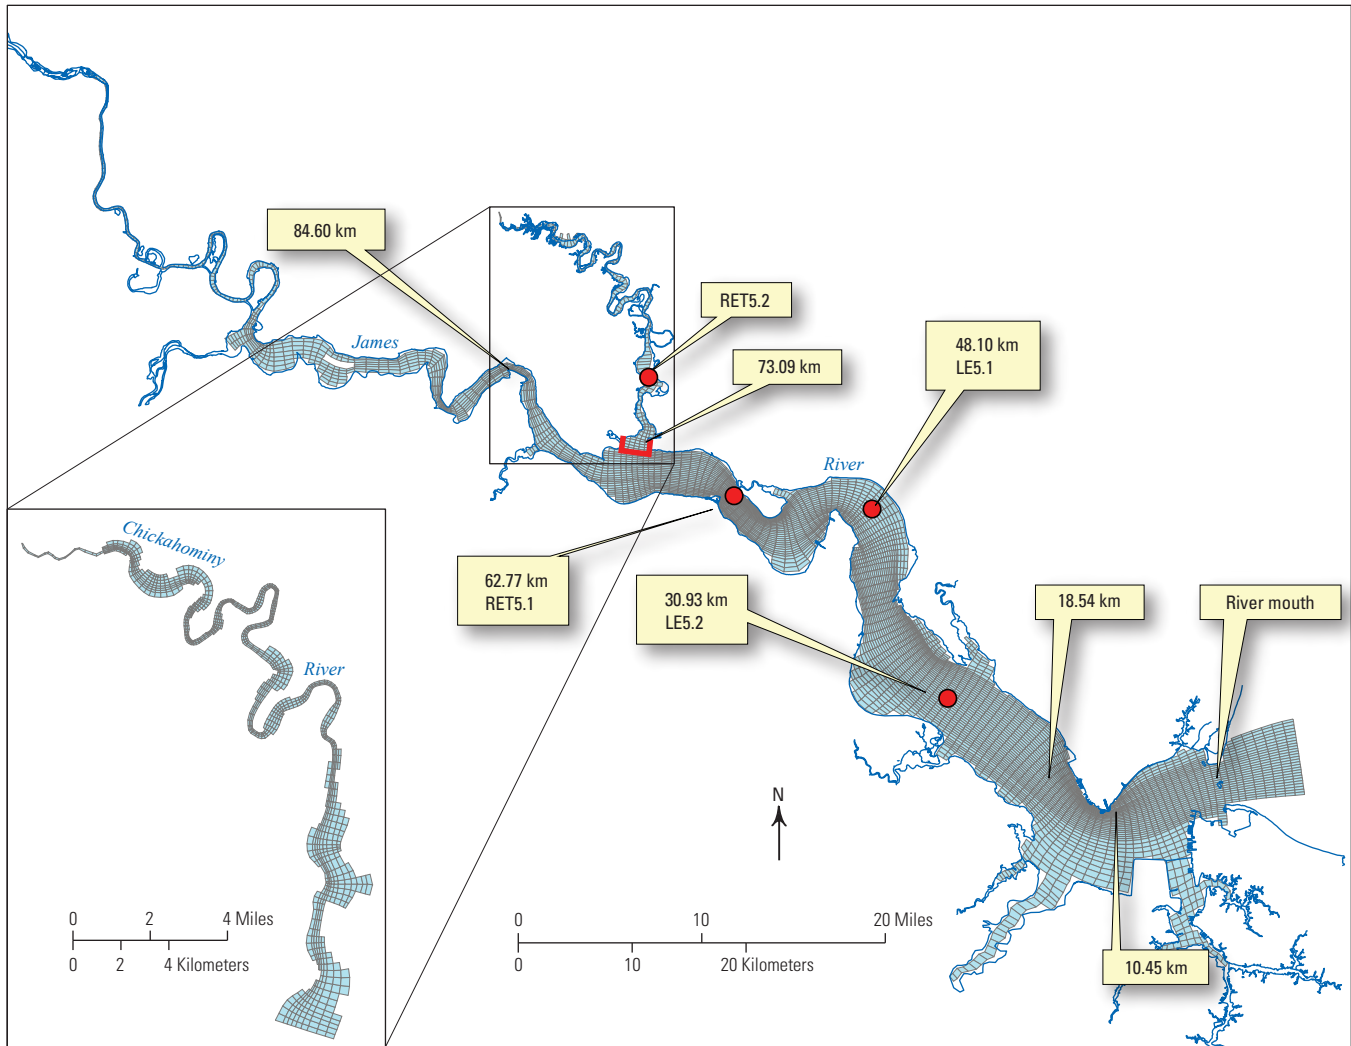 84.60 km
RET5.2
James
73.09 km
48.10 km
LE5.1
River
Chickahominy
River
62.77 km
RET5.1
30.93 km
LE5.2
18.54 km
River mouth
N
0 2 4 Miles
0 2 4 Kilometers
0 10 20 Miles
0 10 20 Kilometers
10.45 km